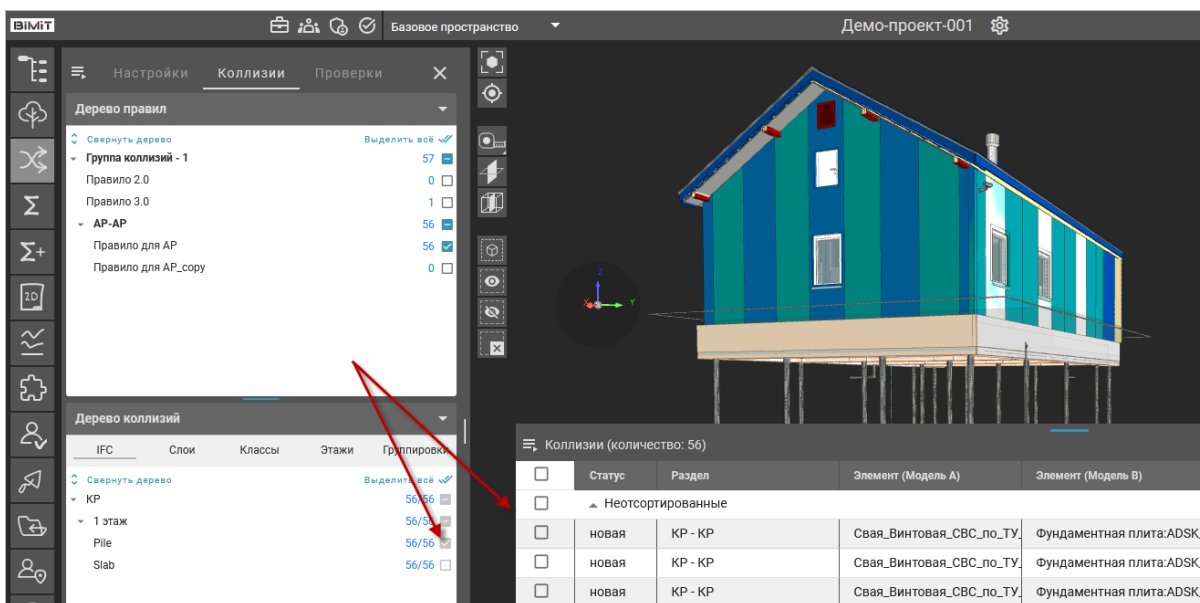 BiMiT
Базовое пространство
Демо-проект-001
Настройки Коллизии Проверки
Дерево правил
Свернуть дерево Выделить всё
Группа коллизий - 1 57
Правило 2.0 0
Правило 3.0 1
АР-АР 56
Правило для АР 56
Правило для АР_copy 0
2D
Z
X Y
Дерево коллизий
IFC Слои Классы Этажи Группировки
Свернуть дерево Выделить всё
КР 56/56
1 этаж 56/56
Pile 56/56
Slab 56/56
Коллизии (количество: 56)
Статус Раздел Элемент (Модель A) Элемент (Модель B)
Неотсортированные
новая КР - КР Свая_Винтовая_СВС_по_ТУ_ Фундаментная плита:ADSK_
новая КР - КР Свая_Винтовая_СВС_по_ТУ_ Фундаментная плита:ADSK_
новая КР - КР Свая_Винтовая_СВС_по_ТУ_ Фундаментная плита:ADSK_